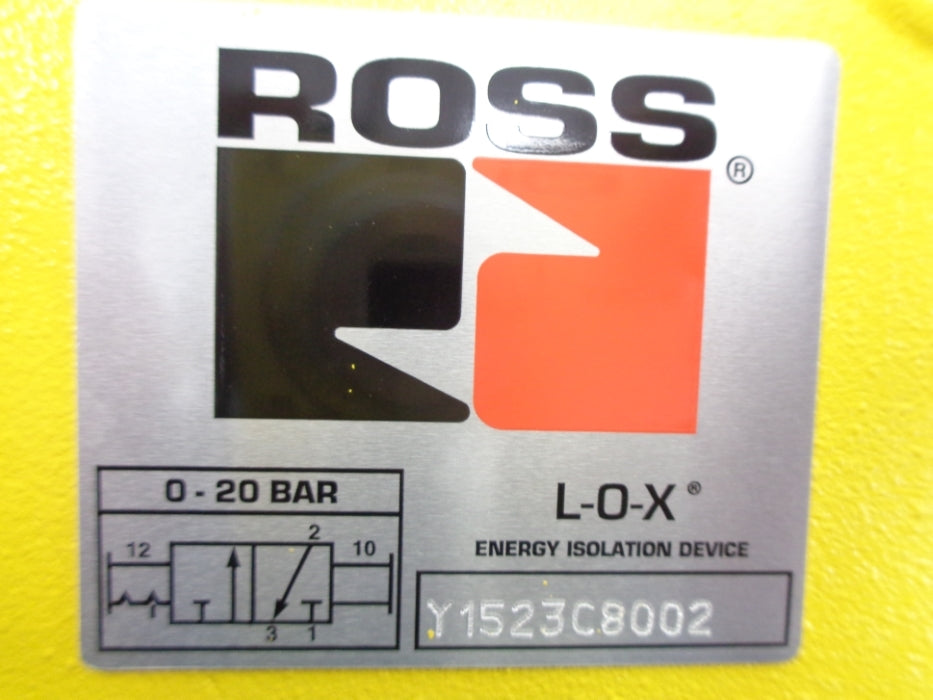 ROSS
®
0 - 20 BAR
L-O-X ®
ENERGY ISOLATION DEVICE
2
12
10
3 1
Y1523C8002